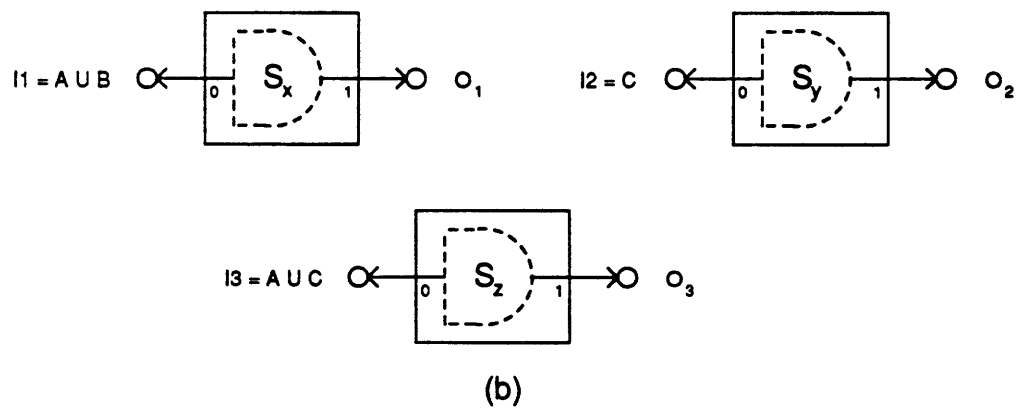 I1 = A U B 0 Sx 1 o1
I2 = C 0 Sy 1 o2
I3 = A U C 0 Sz 1 o3
(b)